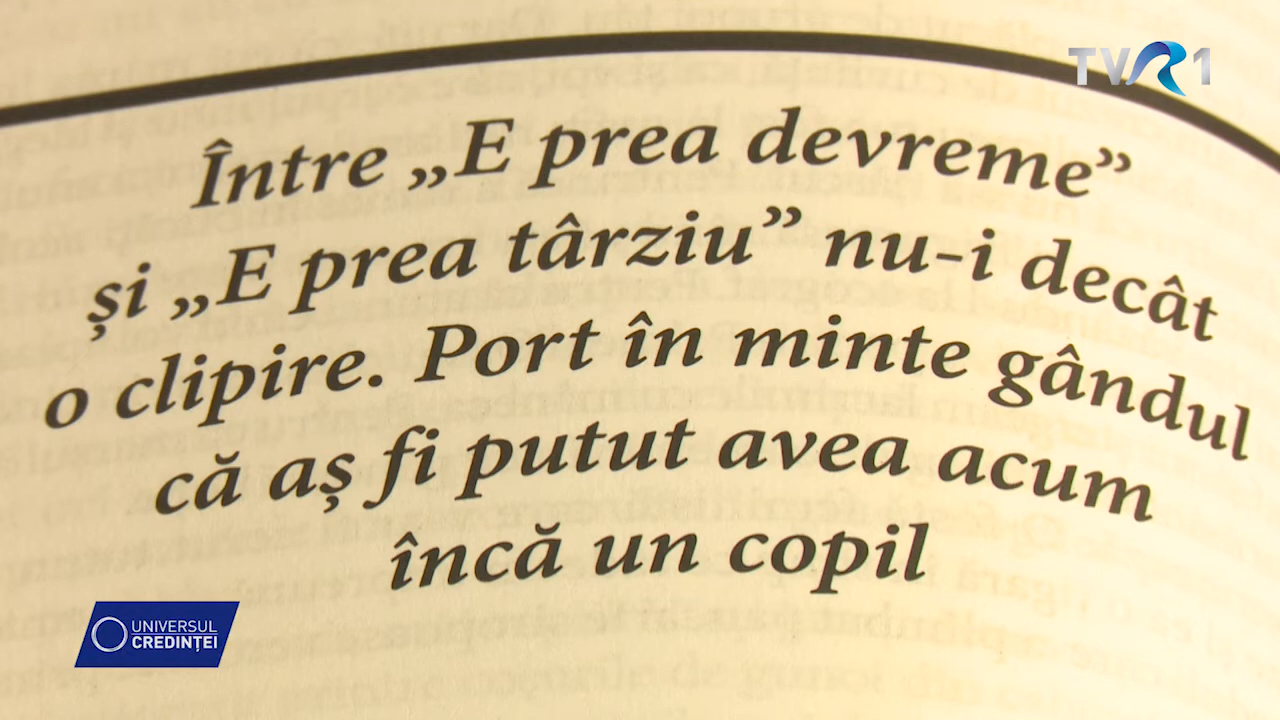 TVR1
Între „E prea devreme”
și „E prea târziu” nu-i decât
o clipire. Port în minte gândul
că aș fi putut avea acum
încă un copil
UNIVERSUL
CREDINȚEI